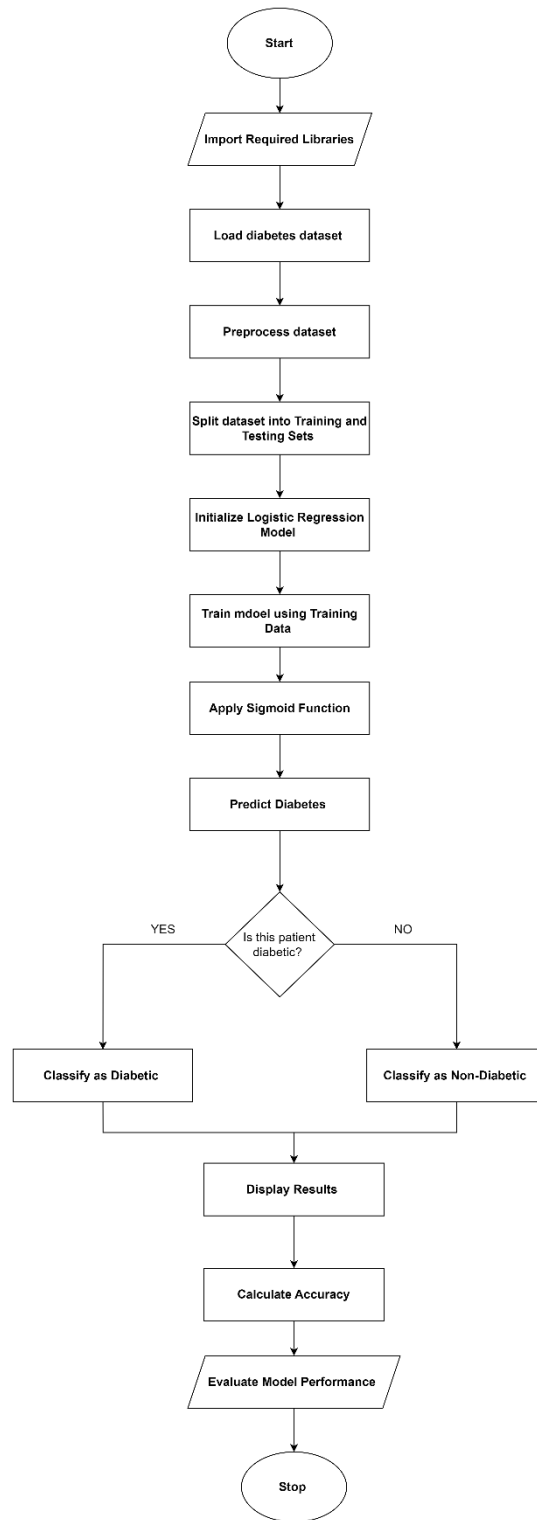 Start
Import Required Libraries
Load diabetes dataset
Preprocess dataset
Split dataset into Training and
Testing Sets
Initialize Logistic Regression
Model
Train mdoel using Training
Data
Apply Sigmoid Function
Predict Diabetes
Is this patient
diabetic?
YES
NO
Classify as Diabetic
Classify as Non-Diabetic
Display Results
Calculate Accuracy
Evaluate Model Performance
Stop